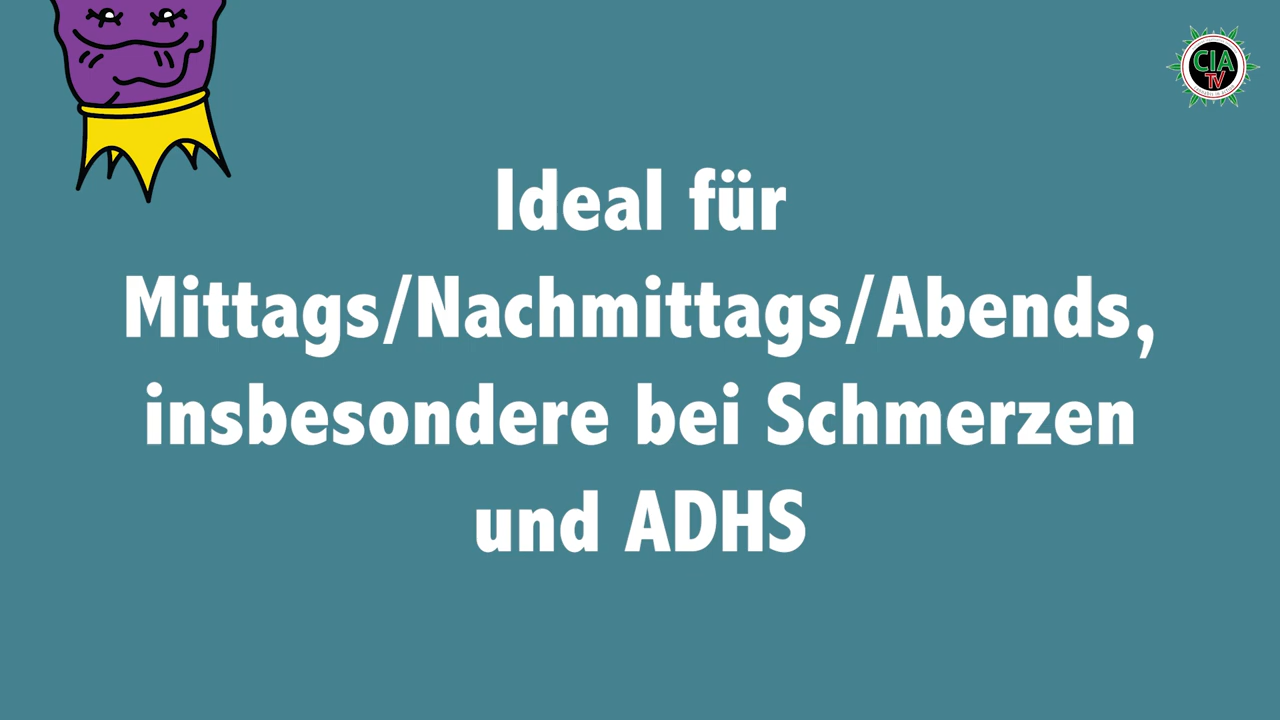 CIA
TV
Ideal für
Mittags/Nachmittags/Abends,
insbesondere bei Schmerzen
und ADHS